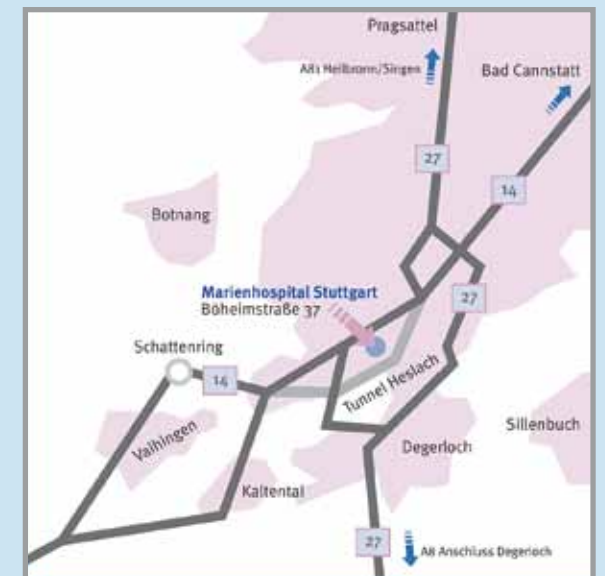 Pragsattel
A81 Heilbronn/Singen
Bad Cannstatt
27
14
Botnang
Marienhospital Stuttgart
Böheimstraße 37
27
Schattenring
14
Tunnel Heslach
Vaihingen
Sillenbuch
Degerloch
Kaltental
27
A8 Anschluss Degerloch